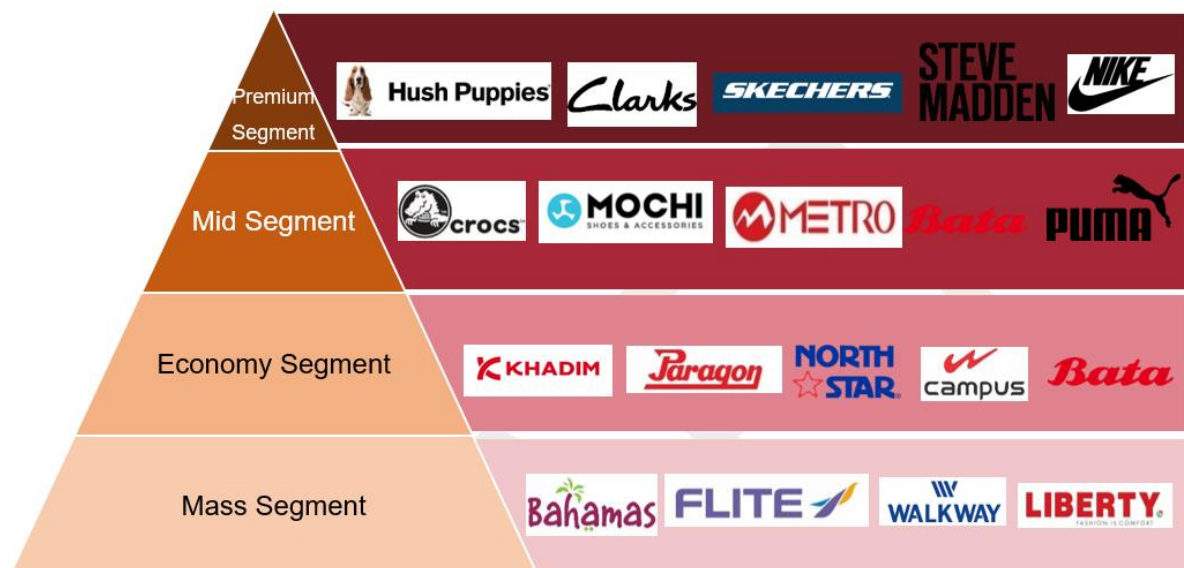 Premium
Segment
Hush Puppies
Clarks
SKECHERS
STEVE
MADDEN
NIKE
Mid Segment
crocs™
MOCHI
SHOES & ACCESSORIES
METRO
Bata
PUMA
Economy Segment
KHADIM
Paragon
NORTH
STAR®
campus
Bata
Mass Segment
Bahamas
FLITE
WALKWAY
LIBERTY®
FASHION IS COMFORT